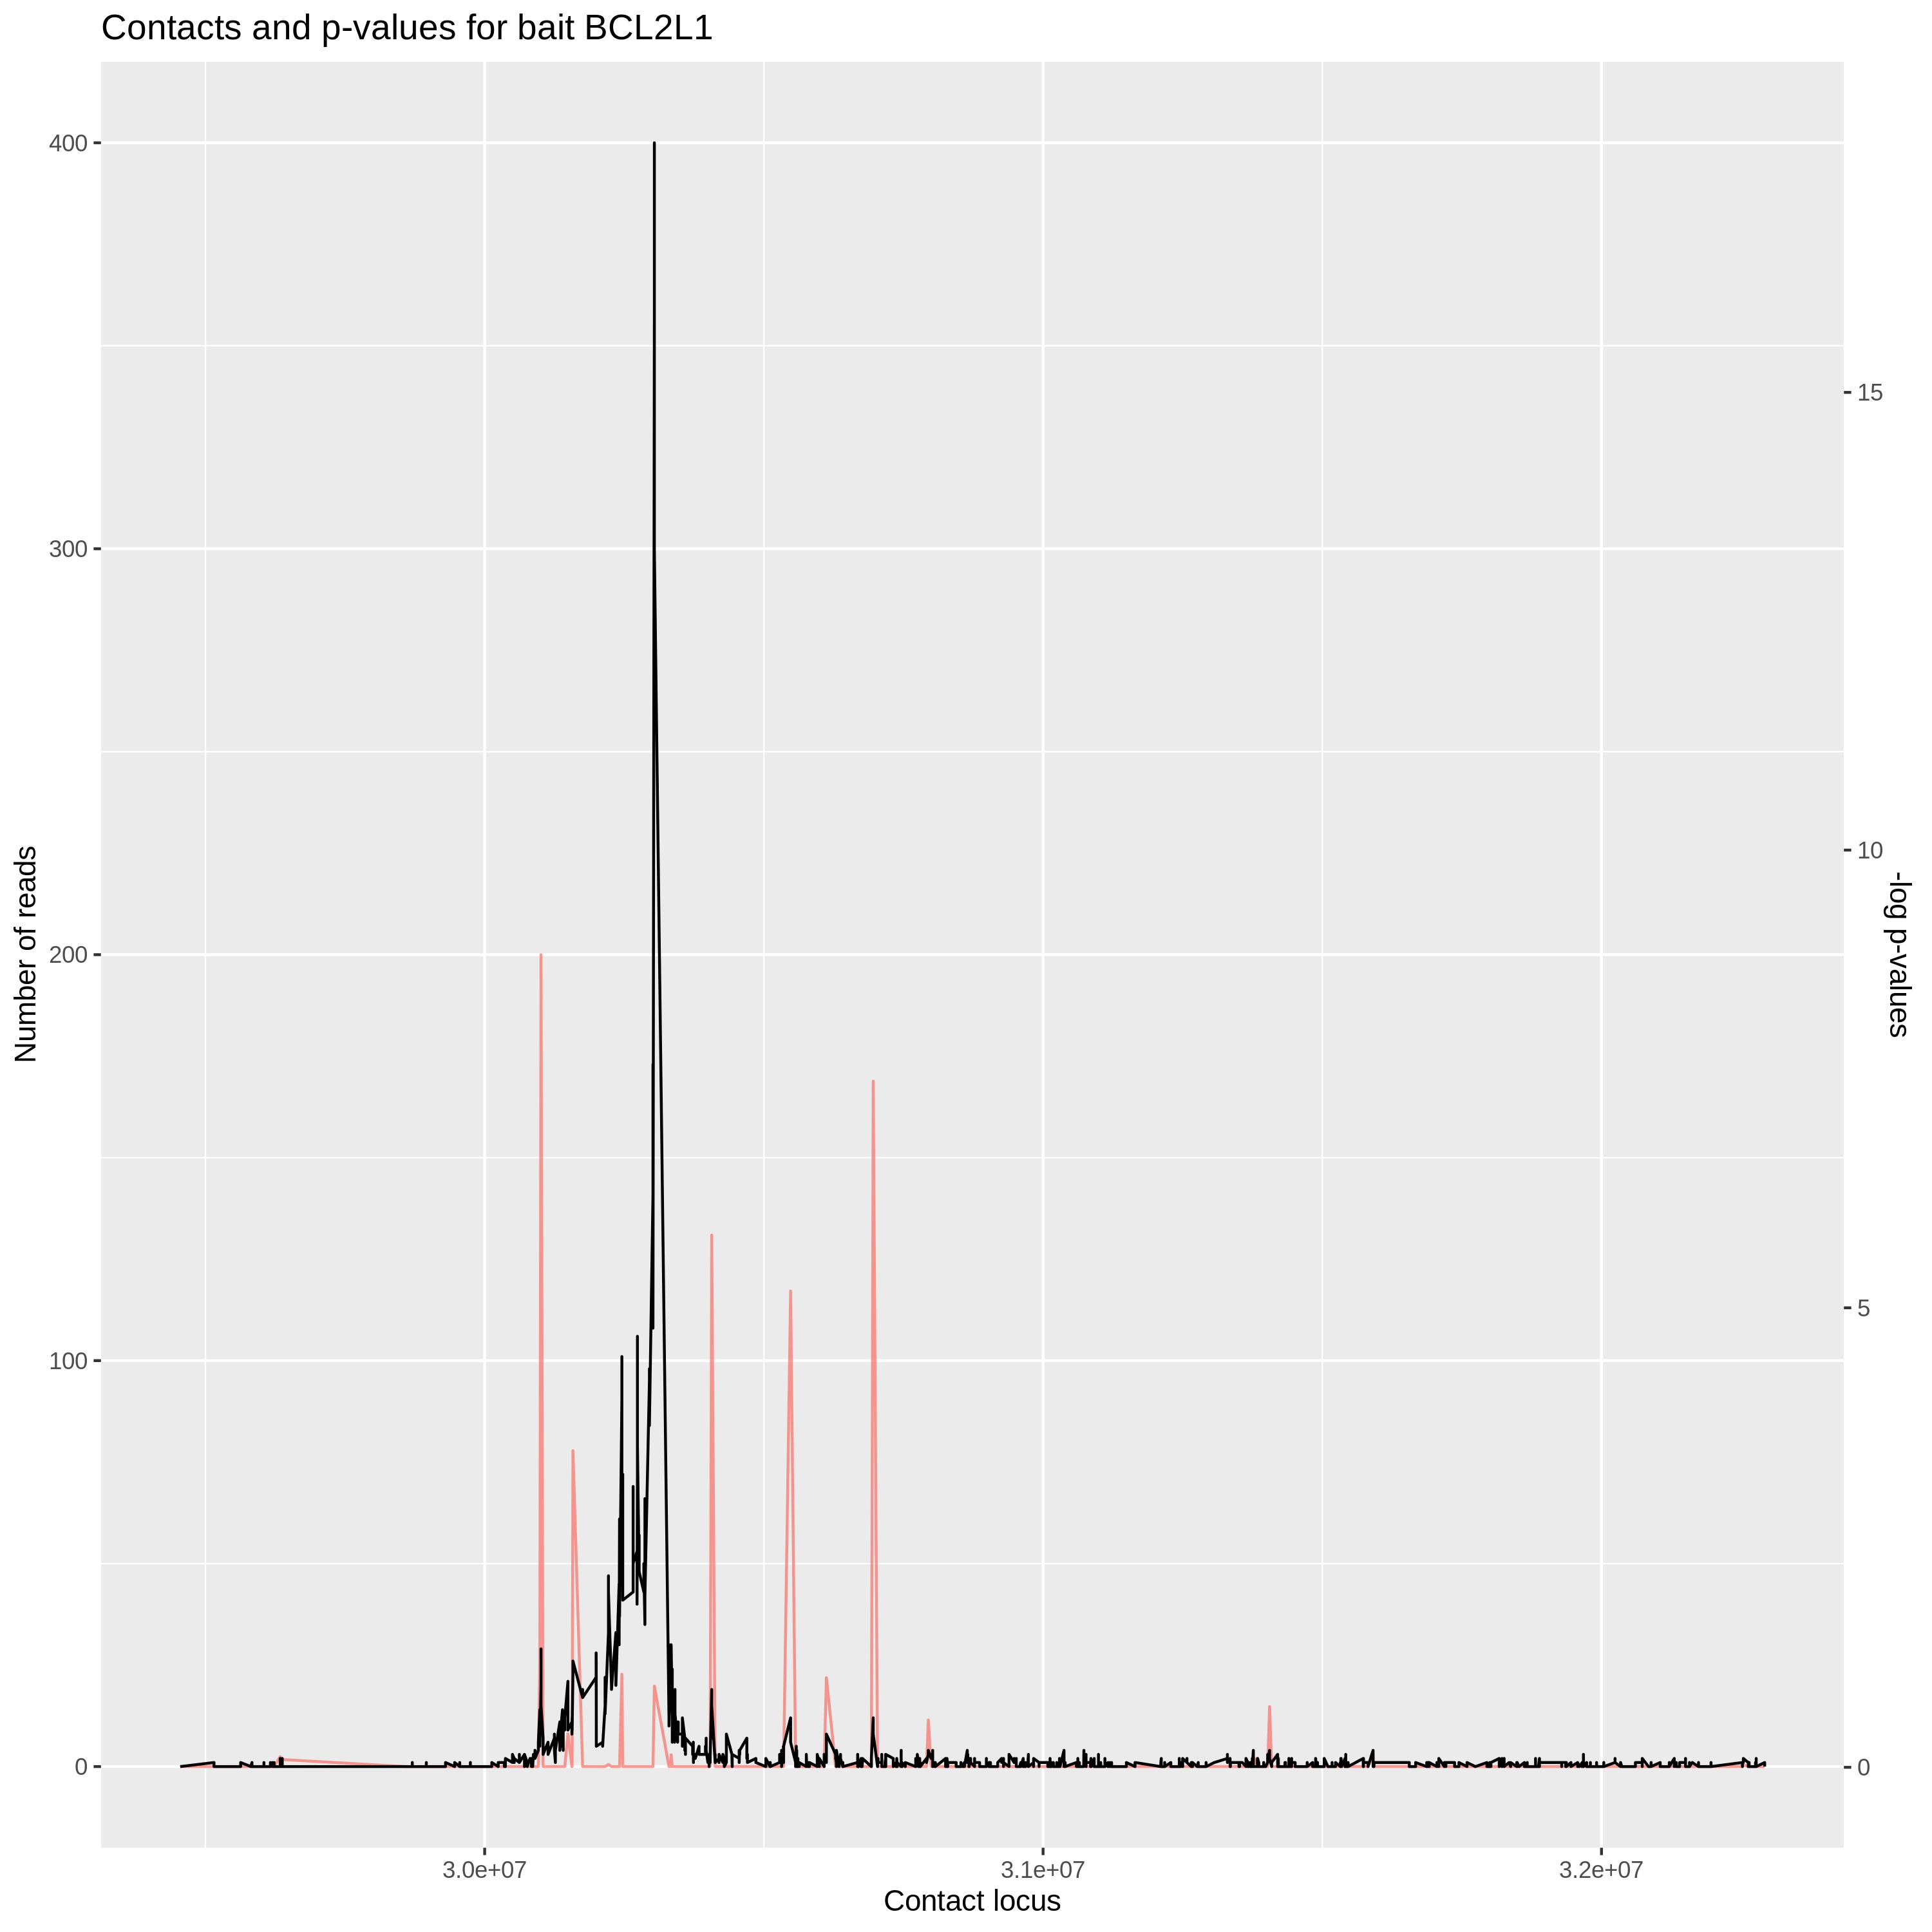 Contacts and p-values for bait BCL2L1
400
300
200
100
0
Number of reads
15
10
5
0
-log p-values
3.0e+07
3.1e+07
3.2e+07
Contact locus